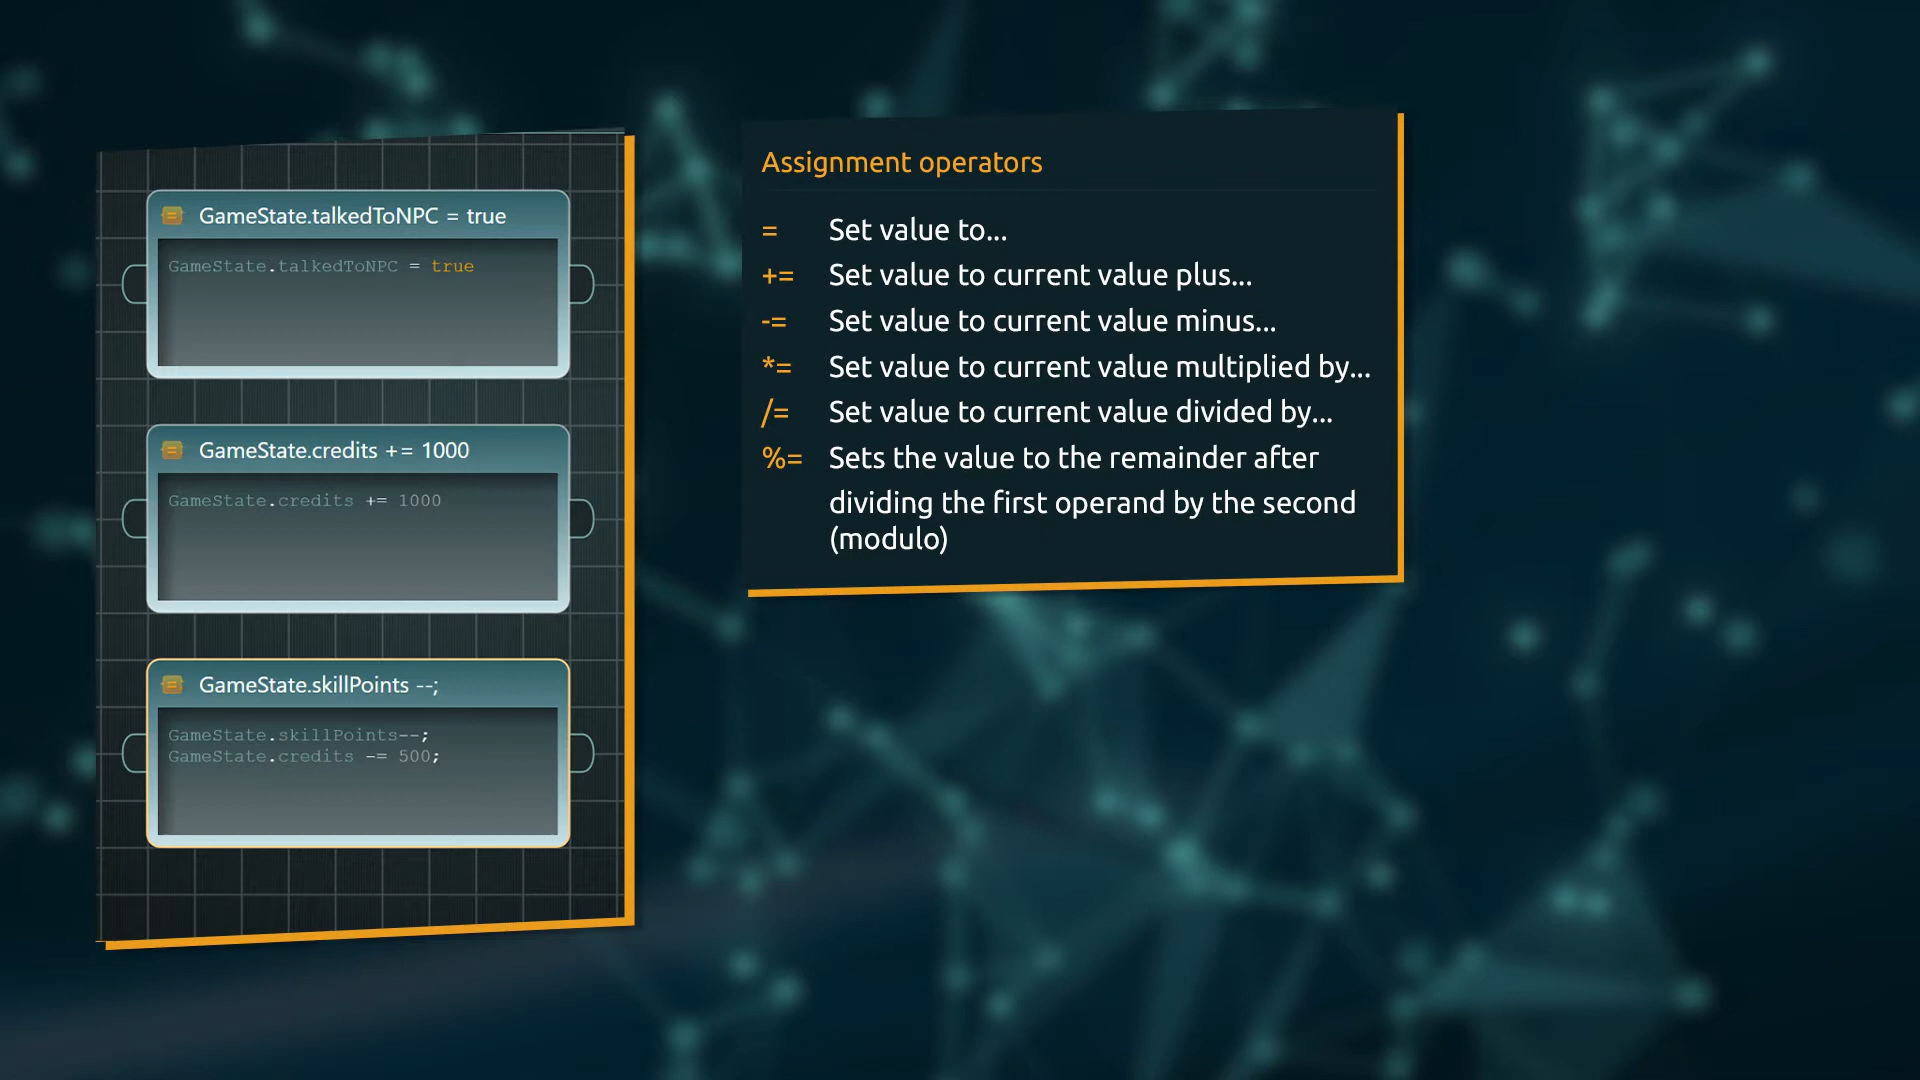 GameState.talkedToNPC = true
GameState.talkedToNPC = true
GameState.credits += 1000
GameState.credits += 1000
GameState.skillPoints --;
GameState.skillPoints--;
GameState.credits -= 500;
Assignment operators
= Set value to...
+= Set value to current value plus...
-= Set value to current value minus...
*= Set value to current value multiplied by...
/= Set value to current value divided by...
%= Sets the value to the remainder after
dividing the first operand by the second
(modulo)